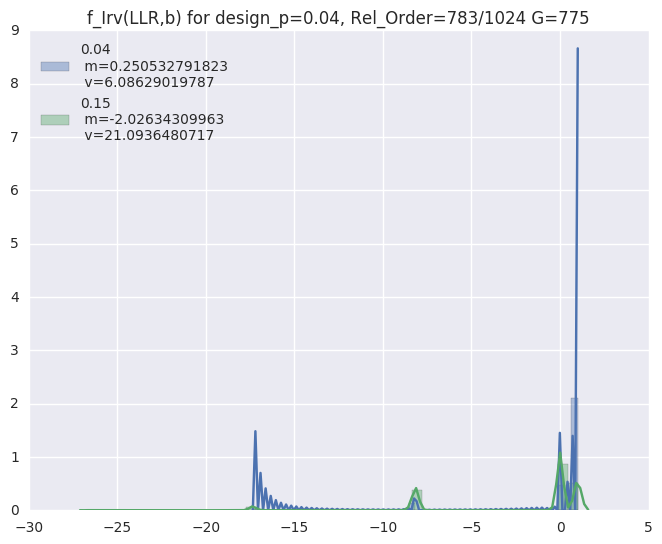 f_Irv(LLR,b) for design_p=0.04, Rel_Order=783/1024 G=775
9
8
7
6
5
4
3
2
1
0
0.04
m=0.250532791823
v=6.08629019787
0.15
m=-2.02634309963
v=21.0936480717
−30 −25 −20 −15 −10 −5 0 5